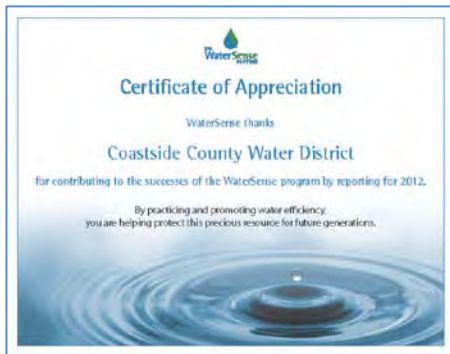 EPA
WaterSense
PARTNER
Certificate of Appreciation
WaterSense thanks
Coastside County Water District
for contributing to the successes of the WaterSense program by reporting for 2012.
By practicing and promoting water efficiency,
you are helping protect this precious resource for future generations.